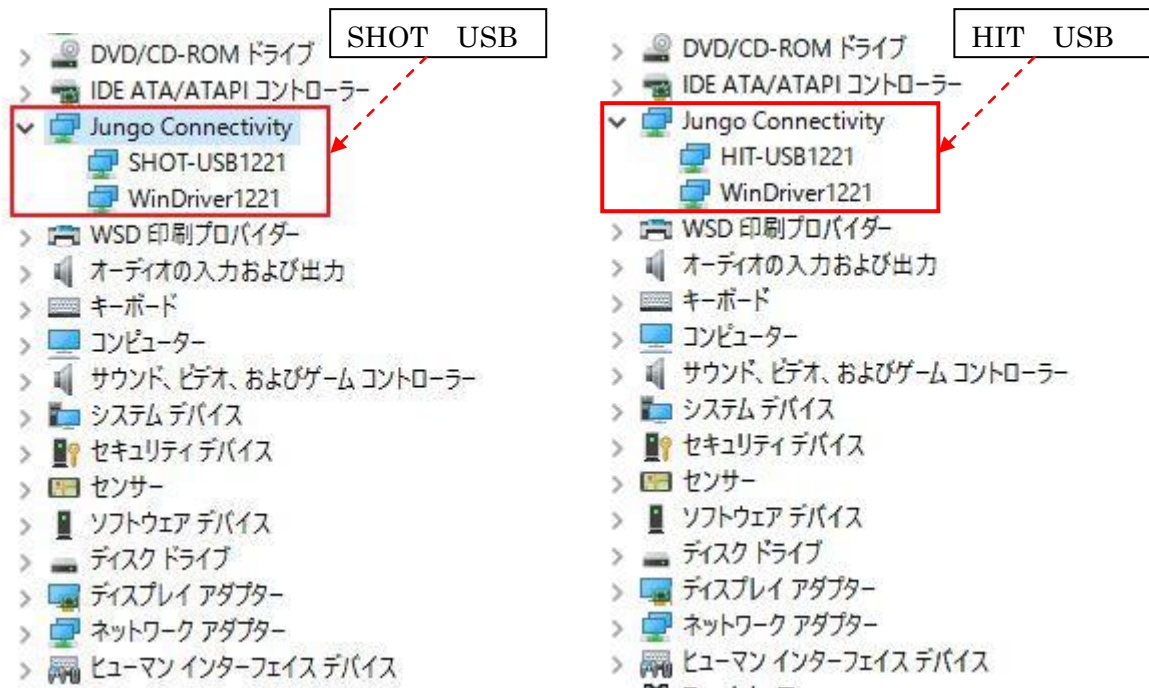 SHOT USB
DVD/CD-ROM ドライブ
IDE ATA/ATAPI コントローラー
Jungo Connectivity
SHOT-USB1221
WinDriver1221
WSD 印刷プロバイダー
オーディオの入力および出力
キーボード
コンピューター
サウンド、ビデオ、およびゲーム コントローラー
システム デバイス
セキュリティ デバイス
センサー
ソフトウェア デバイス
ディスク ドライブ
ディスプレイ アダプター
ネットワーク アダプター
ヒューマン インターフェイス デバイス
HIT USB
DVD/CD-ROM ドライブ
IDE ATA/ATAPI コントローラー
Jungo Connectivity
HIT-USB1221
WinDriver1221
WSD 印刷プロバイダー
オーディオの入力および出力
キーボード
コンピューター
サウンド、ビデオ、およびゲーム コントローラー
システム デバイス
セキュリティ デバイス
センサー
ソフトウェア デバイス
ディスク ドライブ
ディスプレイ アダプター
ネットワーク アダプター
ヒューマン インターフェイス デバイス